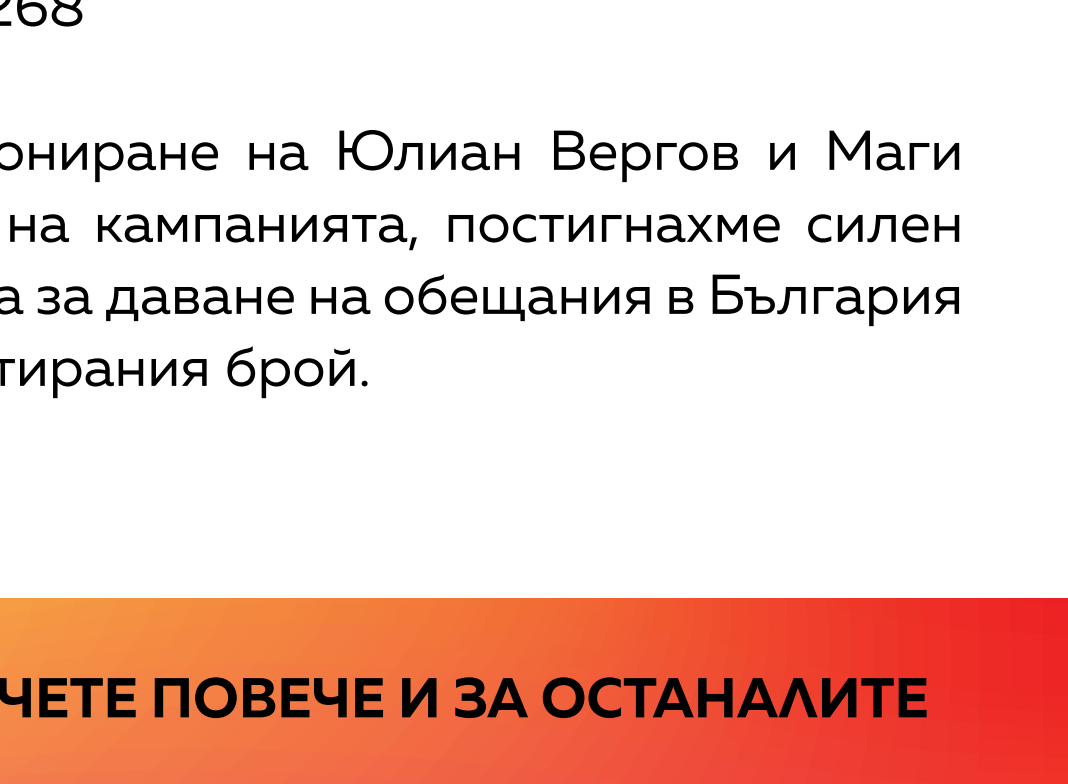 268
ониране на Юлиан Вергов и Маги
на кампанията, постигнахме силен
а за даване на обещания в България
тирания брой.
ЧЕТЕ ПОВЕЧЕ И ЗА ОСТАНАЛИТЕ